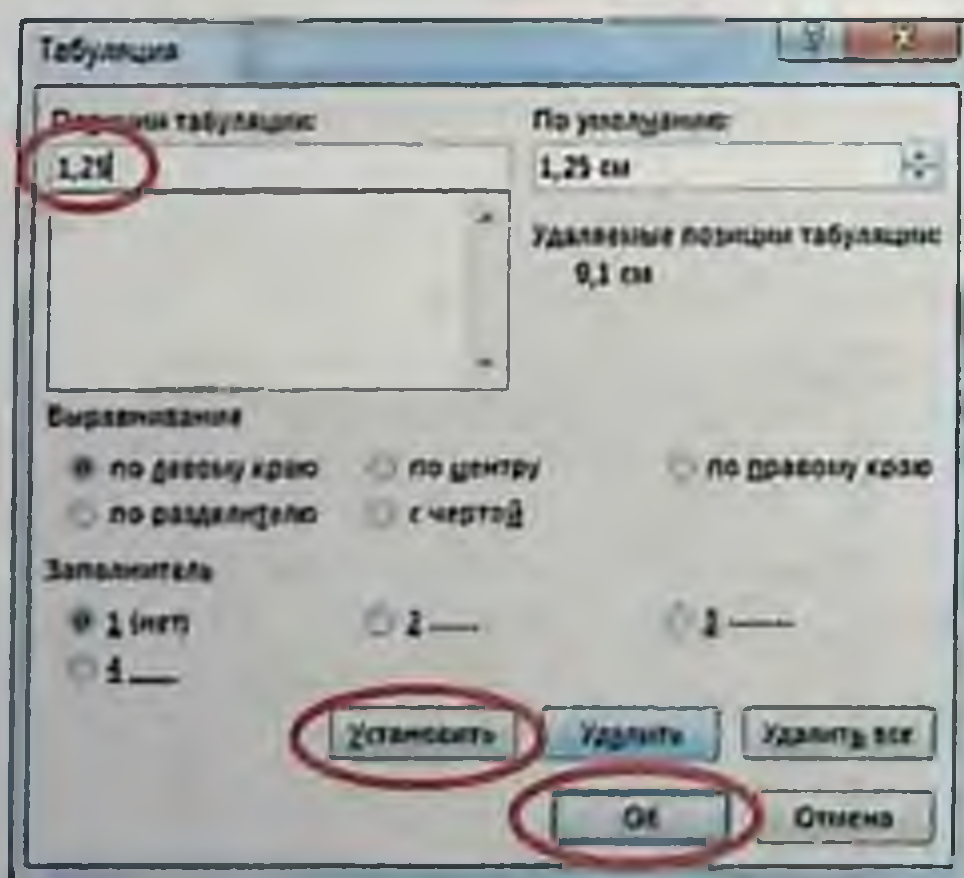 Табуляция
Позиции табуляции: По умолчанию:
1,25 1,25 см
Удаляемые позиции табуляции:
9,1 см
Выравнивание
по левому краю по центру по правому краю
по разделителю с чертой
Заполнитель
1 (нет) 2 ..... 3 -----
4 ___
Установить Удалить Удалить все
ОК Отмена